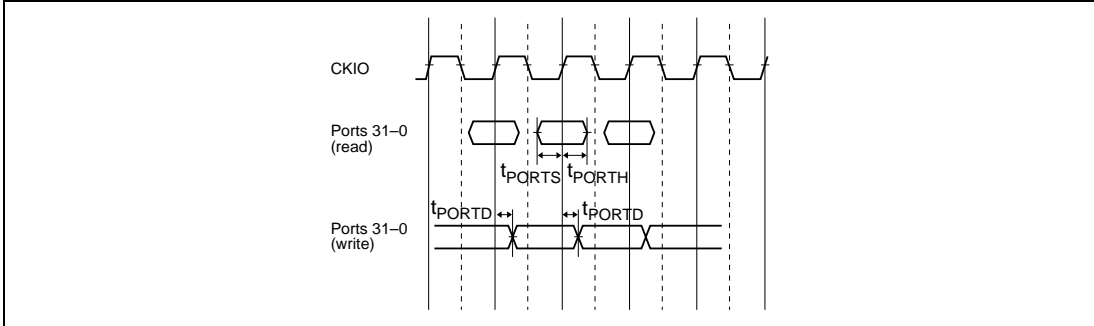 CKIO
Ports 31–0
(read)
tPORTS tPORTH
tPORTD tPORTD
Ports 31–0
(write)